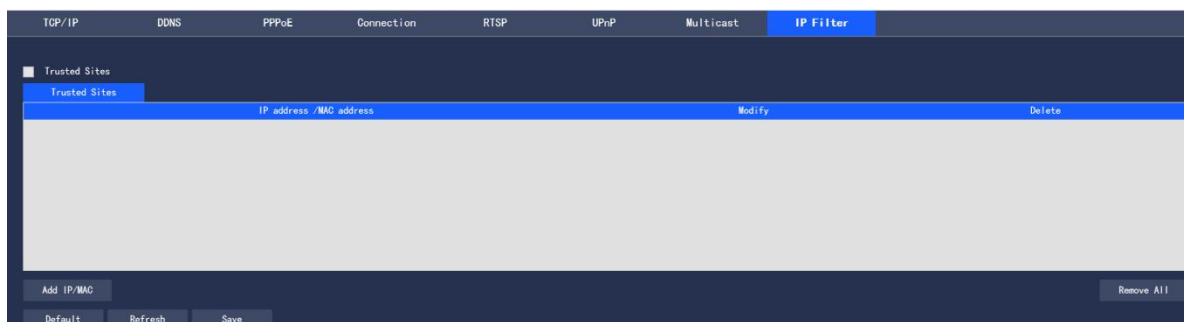 TCP/IP DDNS PPPoE Connection RTSP UPnP Multicast IP Filter
Trusted Sites
Trusted Sites
IP address /MAC address Modify Delete
Add IP/MAC Remove All
Default Refresh Save